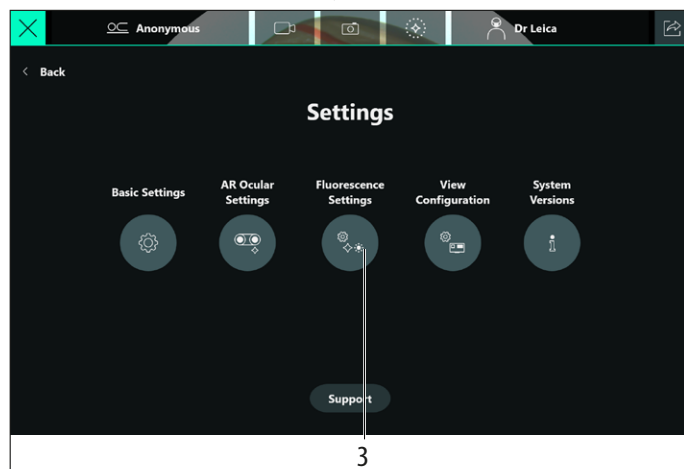 Anonymous
Dr Leica
Back
Settings
Basic Settings
AR Ocular
Settings
Fluorescence
Settings
View
Configuration
System
Versions
Support
3